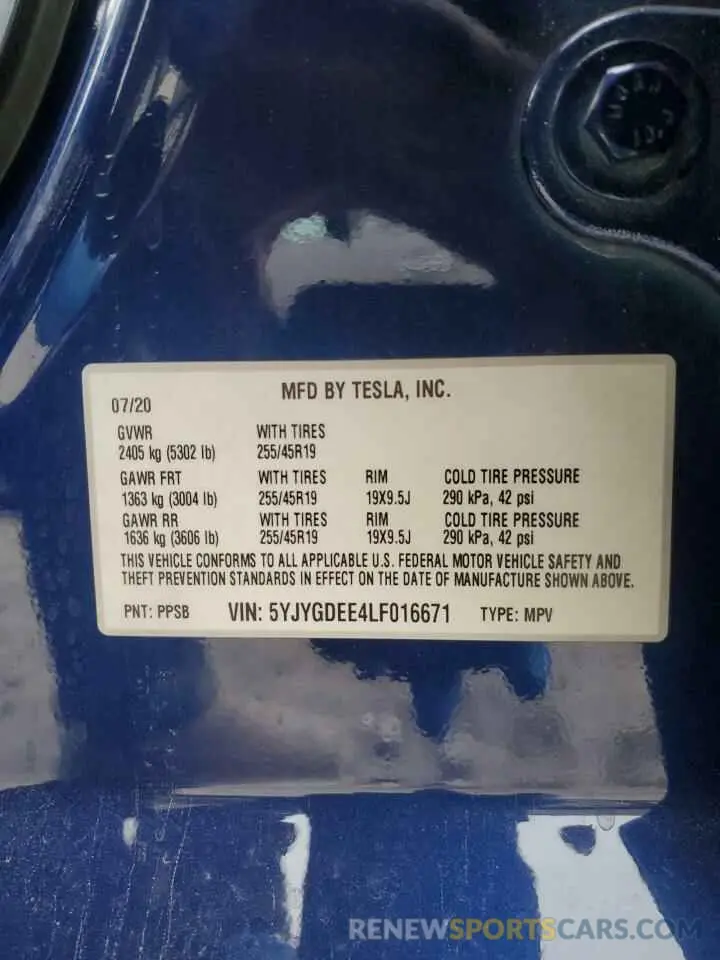 MFD BY TESLA, INC.
07/20
GVWR WITH TIRES
2405 kg (5302 lb) 255/45R19
GAWR FRT WITH TIRES RIM COLD TIRE PRESSURE
1363 kg (3004 lb) 255/45R19 19X9.5J 290 kPa, 42 psi
GAWR RR WITH TIRES RIM COLD TIRE PRESSURE
1636 kg (3606 lb) 255/45R19 19X9.5J 290 kPa, 42 psi
THIS VEHICLE CONFORMS TO ALL APPLICABLE U.S. FEDERAL MOTOR VEHICLE SAFETY AND
THEFT PREVENTION STANDARDS IN EFFECT ON THE DATE OF MANUFACTURE SHOWN ABOVE.
PNT: PPSB VIN: 5YJYGDEE4LF016671 TYPE: MPV
RENEWSPORTSCARS.COM